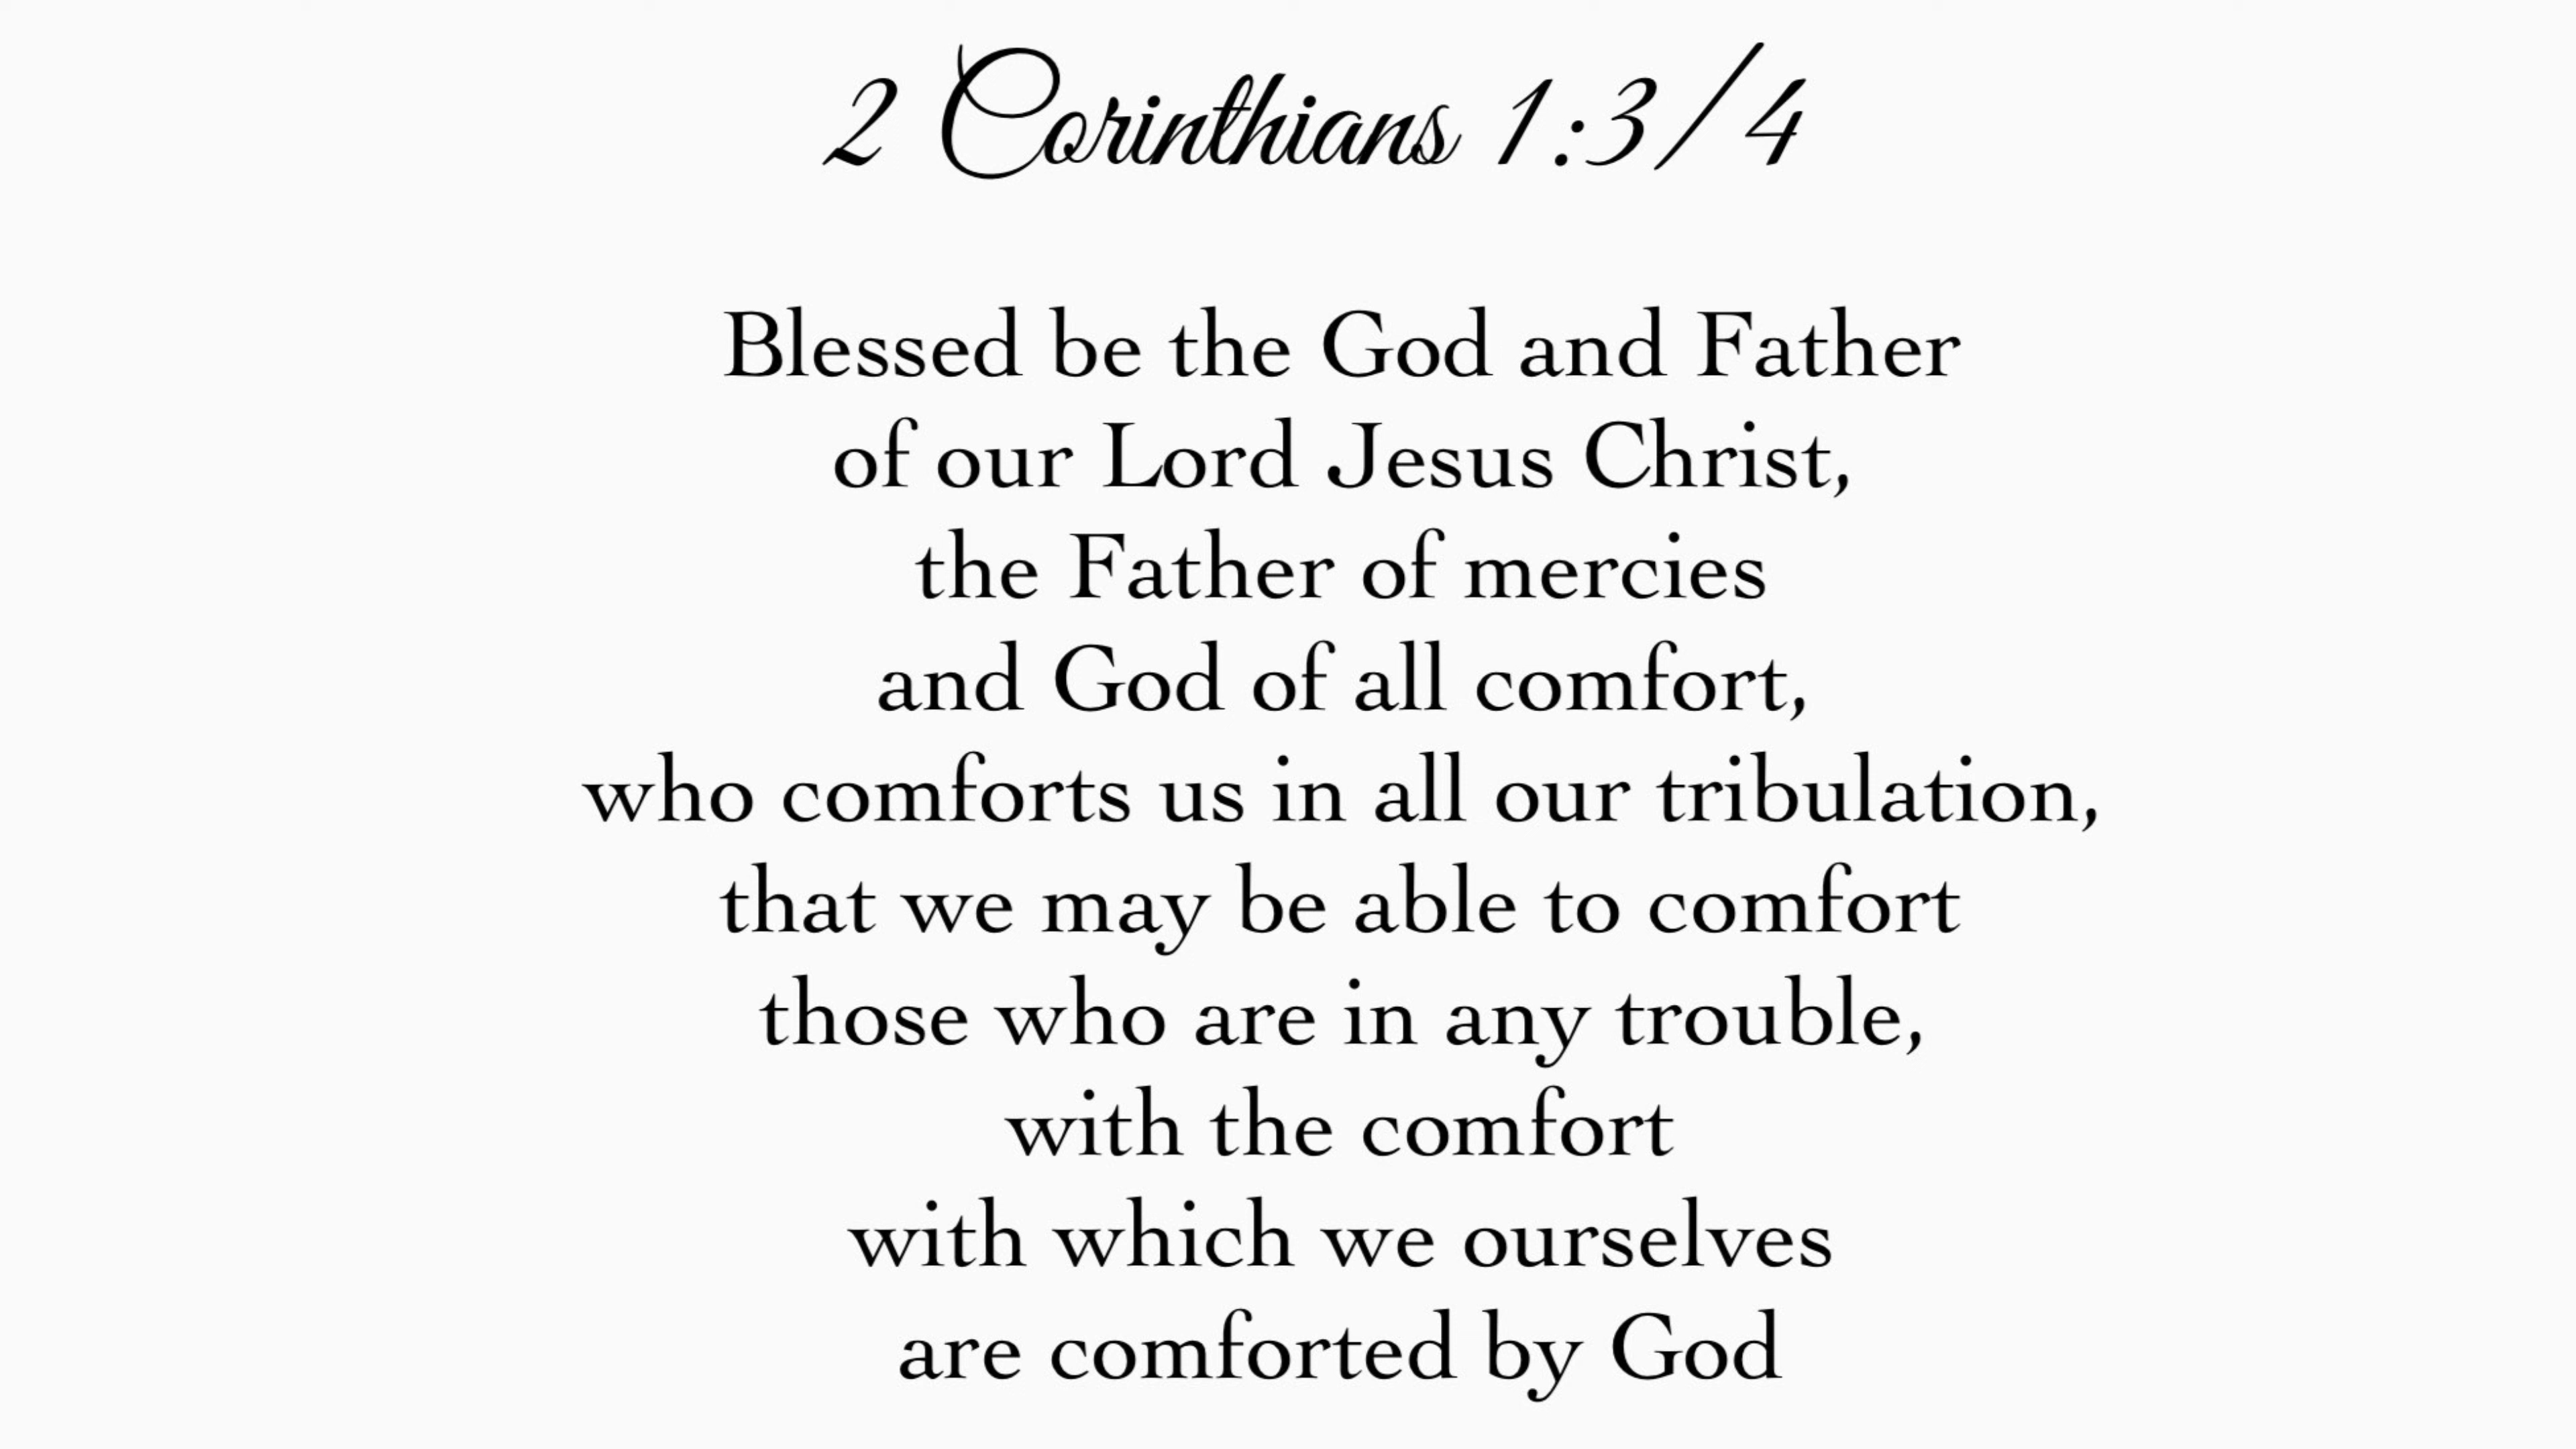 2 Corinthians 1:3/4
Blessed be the God and Father
of our Lord Jesus Christ,
the Father of mercies
and God of all comfort,
who comforts us in all our tribulation,
that we may be able to comfort
those who are in any trouble,
with the comfort
with which we ourselves
are comforted by God